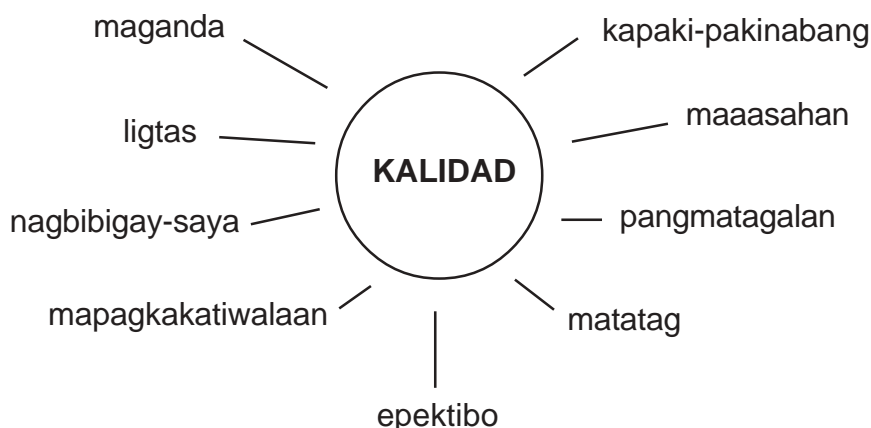 maganda
kapaki-pakinabang
ligtas
maaasahan
KALIDAD
nagbibigay-saya
pangmatagalan
mapagkakatiwalaan
matatag
epektibo